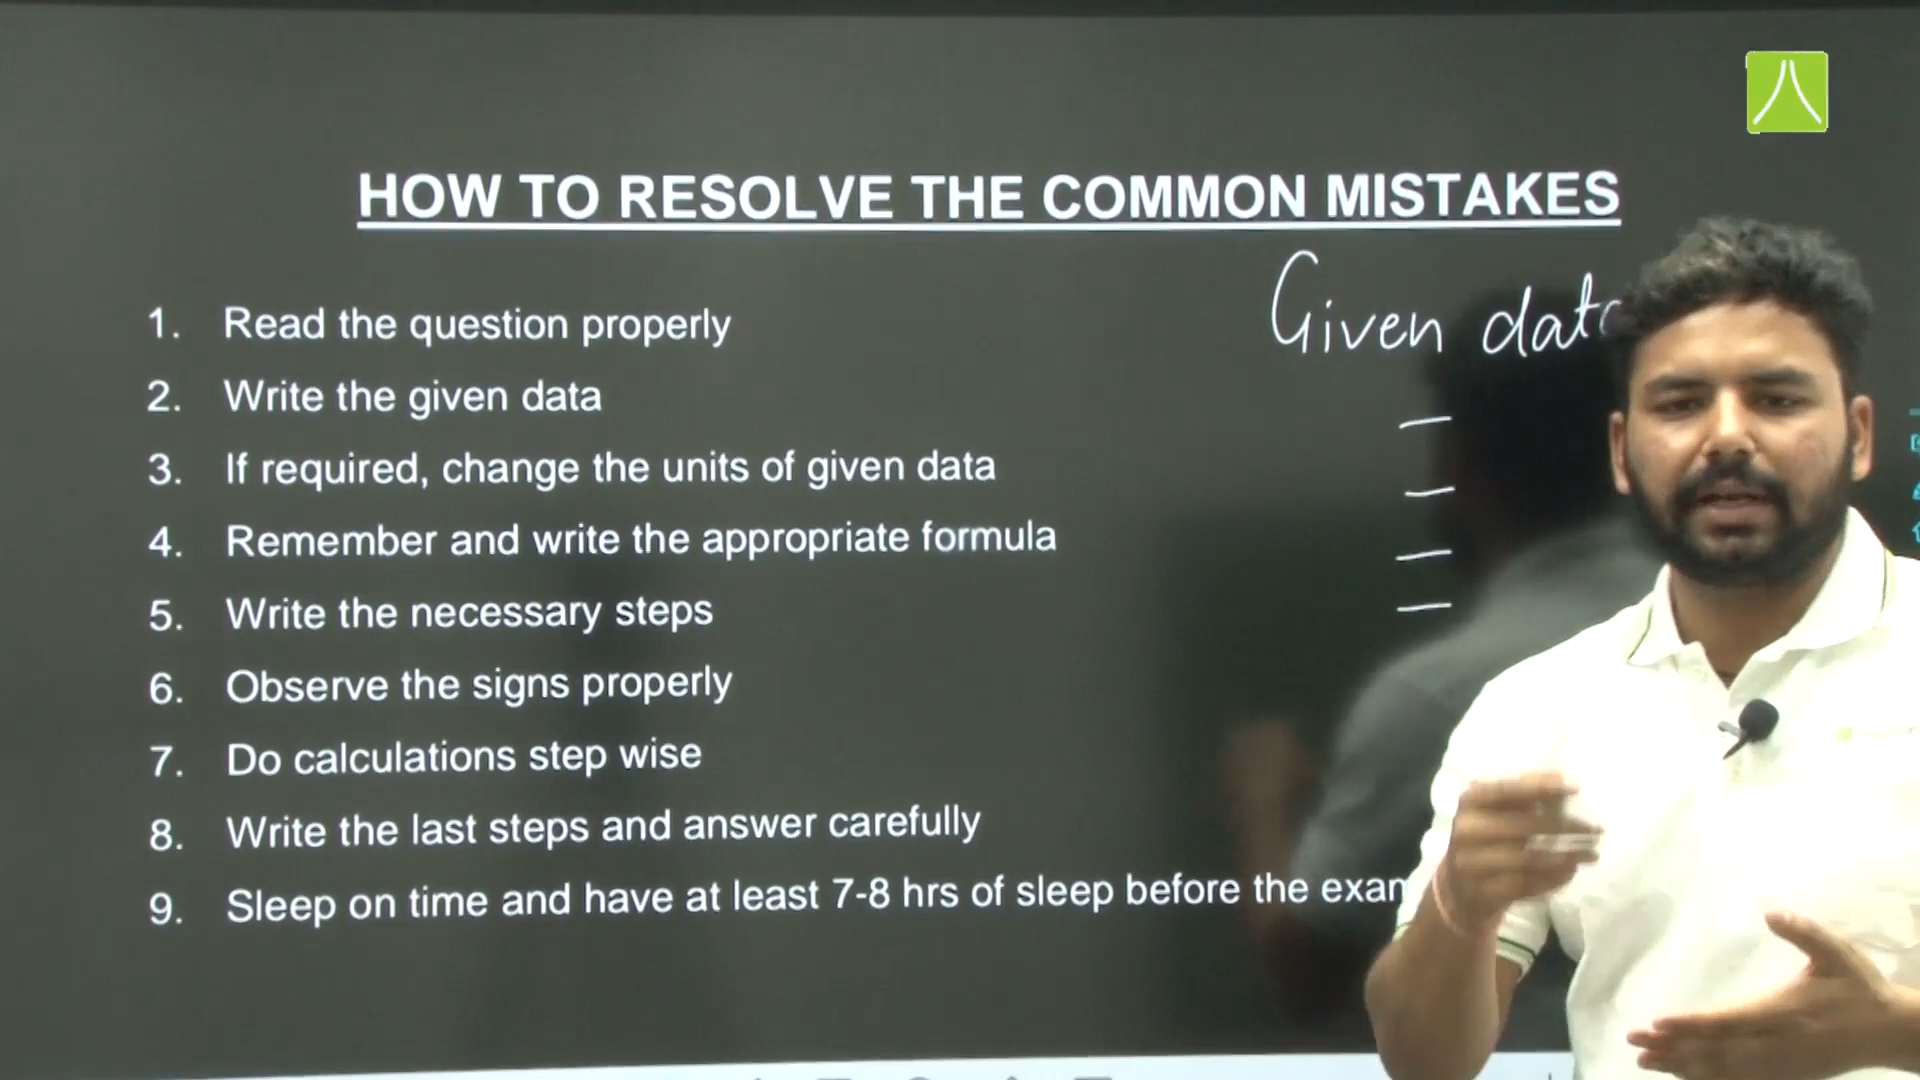 HOW TO RESOLVE THE COMMON MISTAKES
Given
1. Read the question properly
2. Write the given data
3. If required, change the units of given data
4. Remember and write the appropriate formula
5. Write the necessary steps
6. Observe the signs properly
7. Do calculations step wise
8. Write the last steps and answer carefully
9. Sleep on time and have at least 7-8 hrs of sleep before the